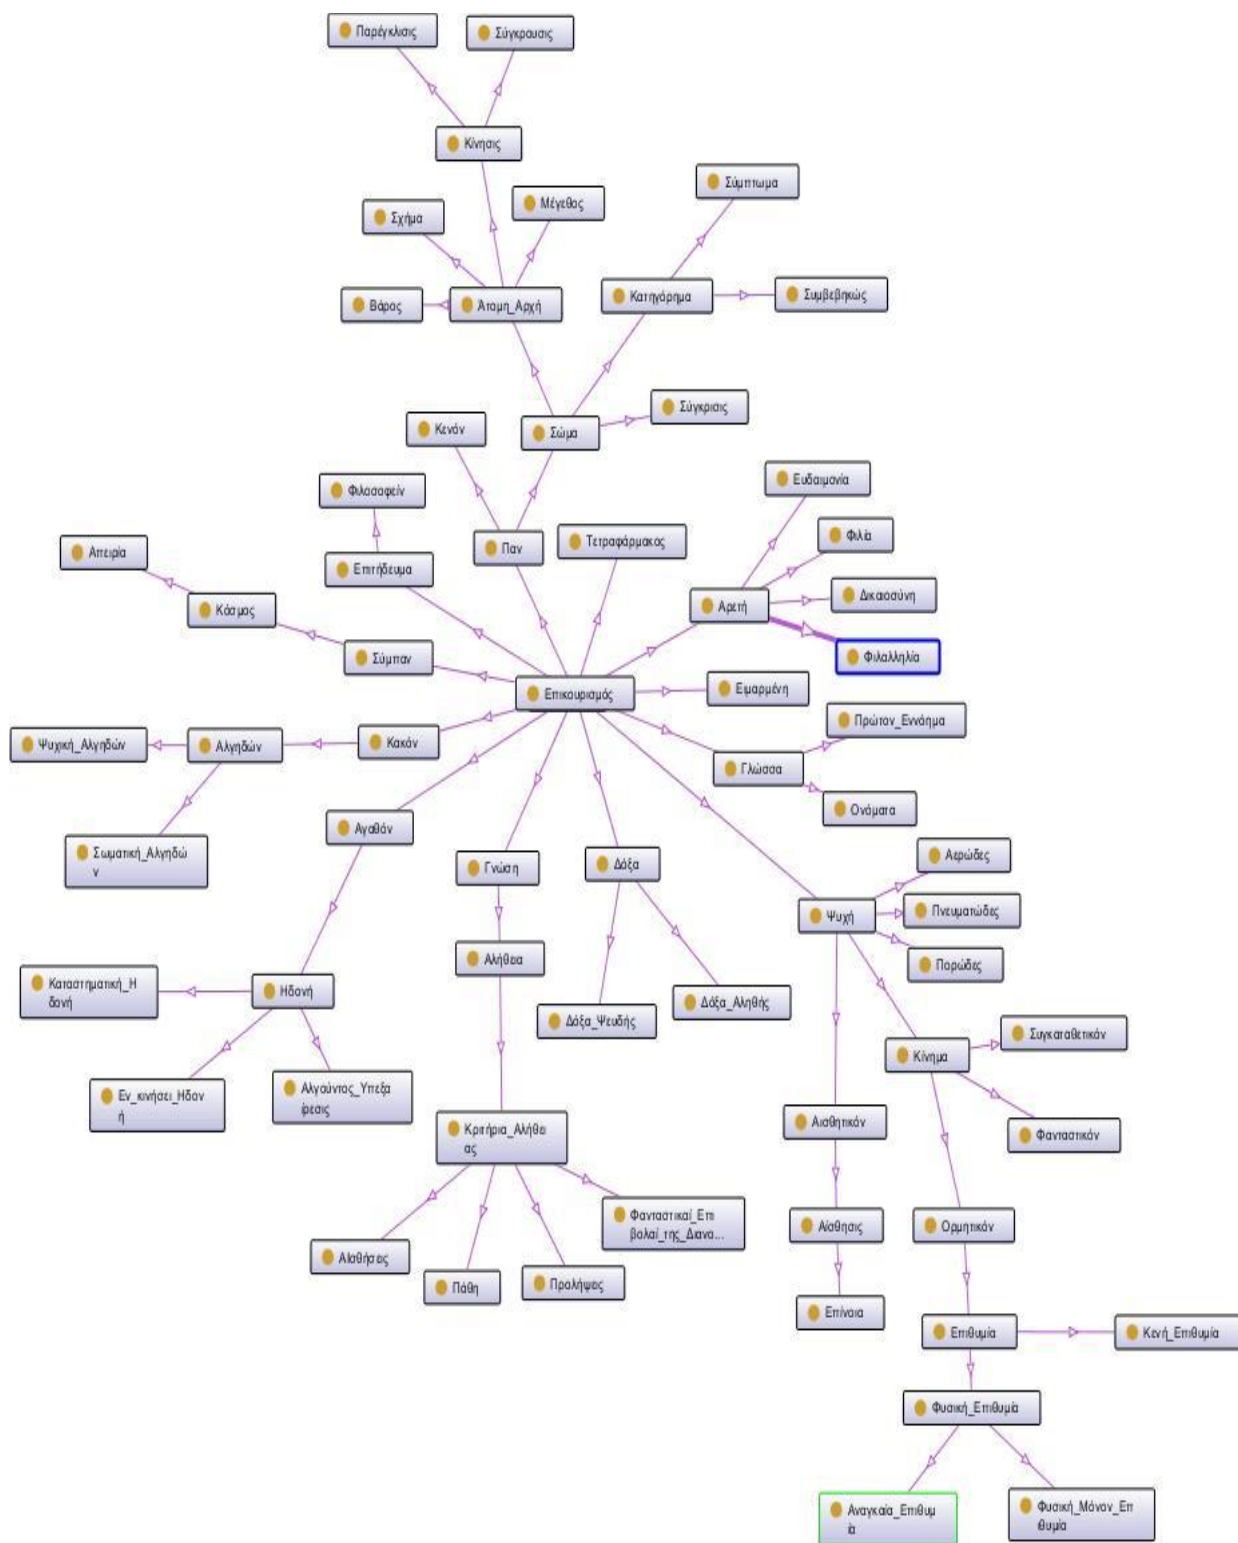 Παρέγκλισις
Σύγκρουσις
Κίνησις
Σύμπτωμα
Σχήμα
Μέγεθος
Βάρος
Άτομη_Αρχή
Κατηγόρημα
Συμβεβηκώς
Σύγκρισις
Κενόν
Σώμα
Φιλοσοφείν
Ευδαιμονία
Απειρία
Επιτήδευμα
Παν
Τετραφάρμακος
Φιλία
Κόσμος
Αρετή
Δικαιοσύνη
Σύμπαν
Φιλαλληλία
Επικουρισμός
Ειμαρμένη
Ψυχική_Αλγηδών
Αλγηδών
Κακόν
Πρώτον_Εννόημα
Γλώσσα
Ονόματα
Σωματική_Αλγηδώ
ν
Αγαθόν
Γνώση
Δόξα
Αερώδες
Ψυχή
Πνευματώδες
Πορώδες
Αλήθεια
Καταστηματική_Η
δονή
Ηδονή
Δόξα_Ψευδής
Δόξα_Αληθής
Κίνημα
Συγκαταθετικόν
Εν_κινήσει_Ηδον
ή
Αλγούντος_Υπεξα
ίρεσις
Κριτήρια_Αλήθει
ας
Αισθητικόν
Φανταστικόν
Φανταστικαί_Επι
βολαί_της_Διανο...
Αίσθησις
Ορμητικόν
ΑΙσθήσεις
Πάθη
Προλήψεις
Επίνοια
Επιθυμία
Κενή_Επιθυμία
Φυσική_Επιθυμία
Αναγκαία_Επιθυμ
ία
Φυσική_Μόνον_Επ
ιθυμία